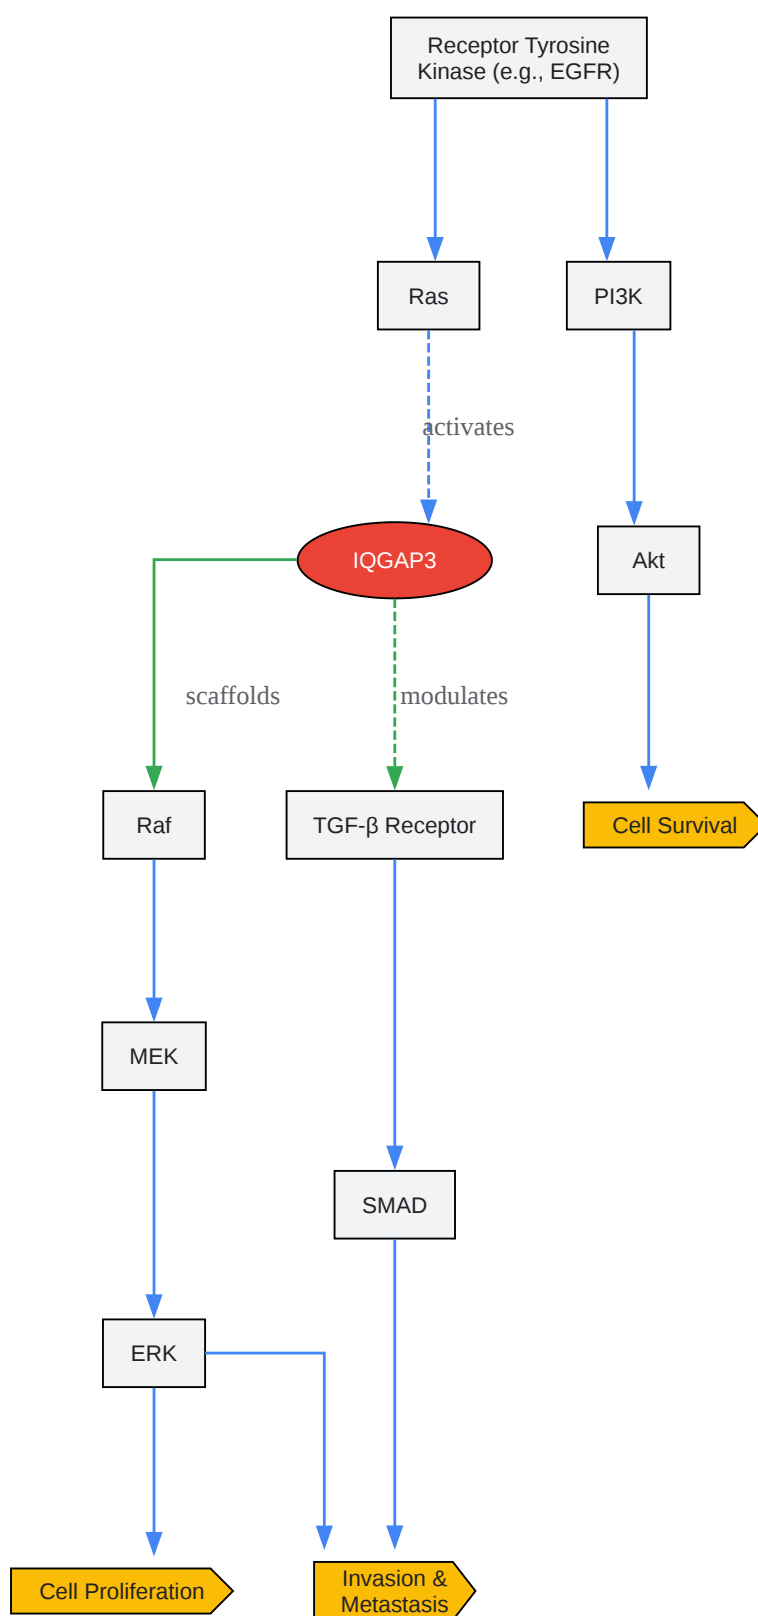 Receptor Tyrosine
Kinase (e.g., EGFR)
Ras
PI3K
activates
IQGAP3
Akt
scaffolds
modulates
Raf
TGF-β Receptor
Cell Survival
MEK
SMAD
ERK
Cell Proliferation
Invasion &
Metastasis